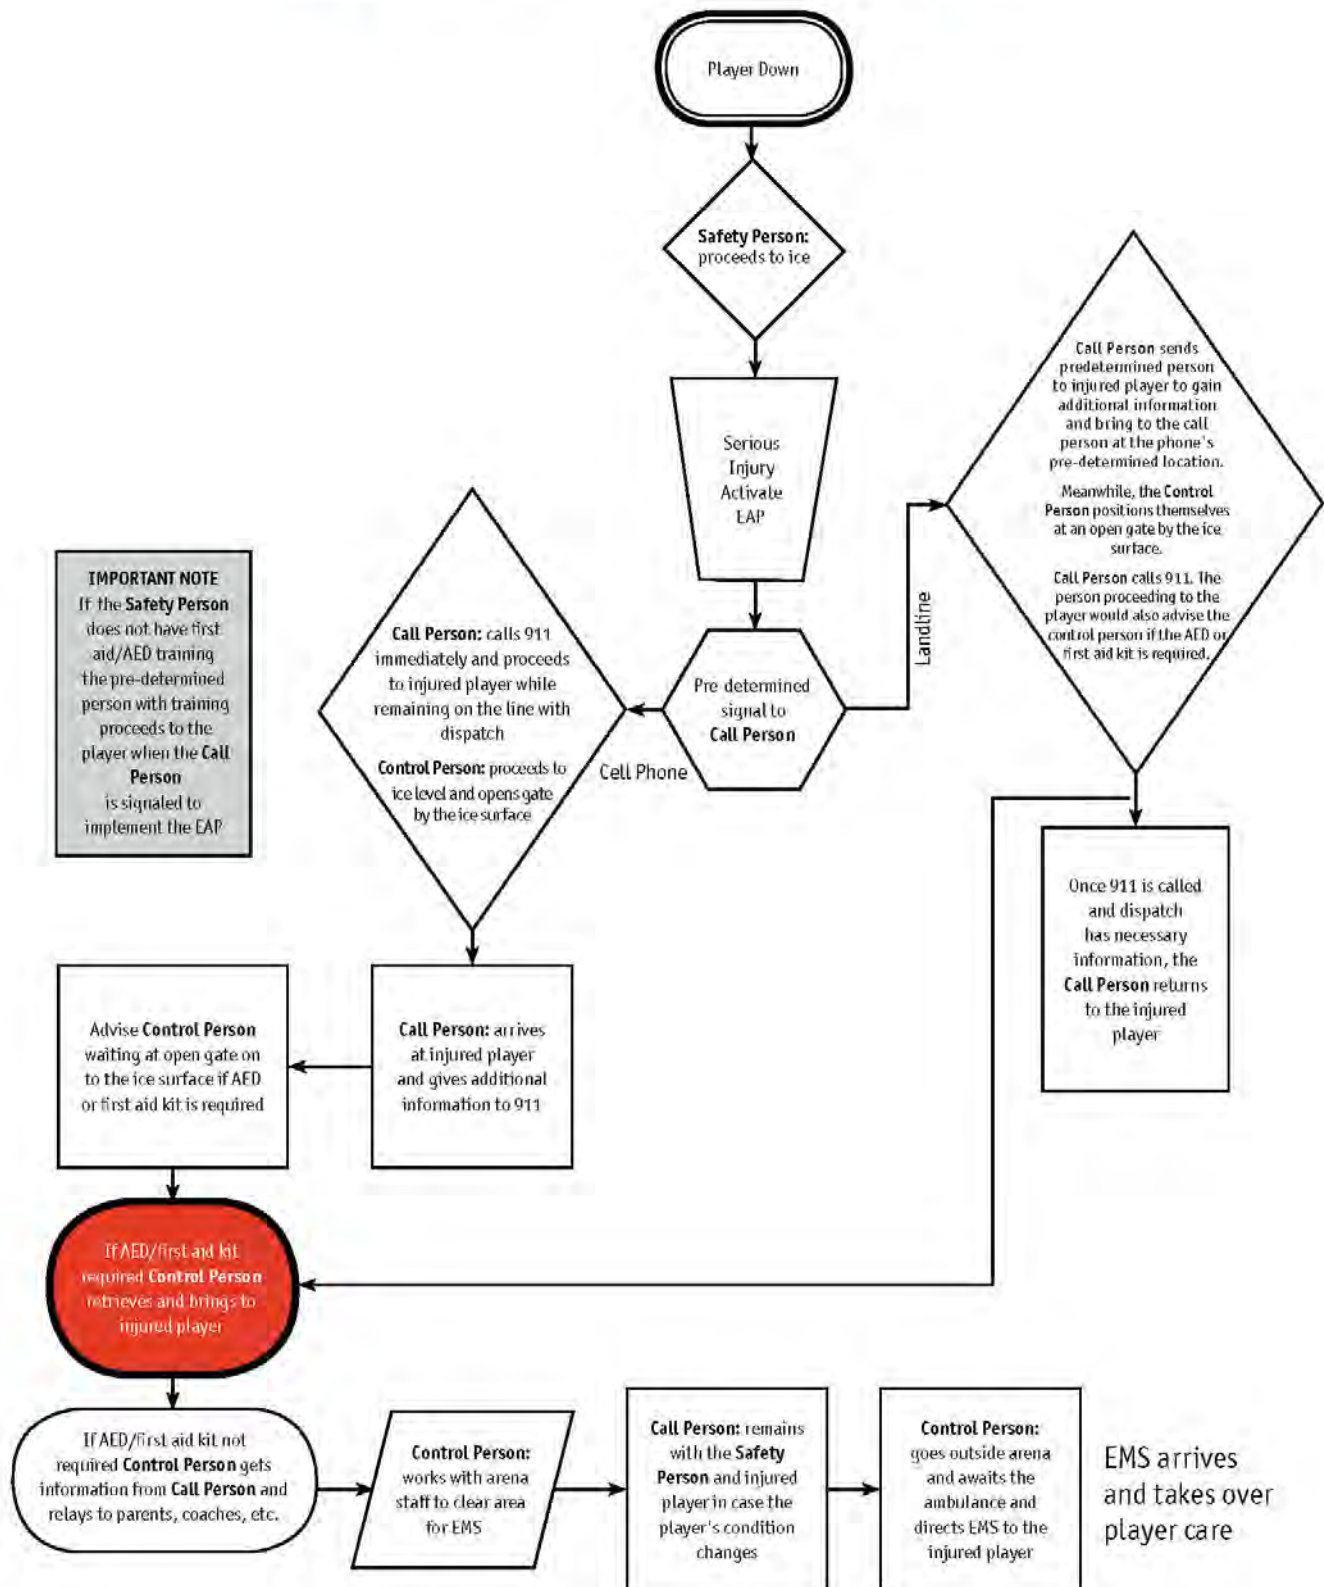 Player Down
Safety Person:
proceeds to ice
Serious
Injury
Activate
EAP
Pre-determined
signal to
Call Person
Cell Phone
Landline
Call Person sends
predetermined person
to injured player to gain
additional information
and bring to the call
person at the phone's
pre-determined location.
Meanwhile, the Control
Person positions themselves
at an open gate by the ice
surface.
Call Person calls 911. The
person proceeding to the
player would also advise the
control person if the AED or
first aid kit is required.
Once 911 is called
and dispatch
has necessary
information, the
Call Person returns
to the injured
player
Call Person: calls 911
immediately and proceeds
to injured player while
remaining on the line with
dispatch
Control Person: proceeds to
ice level and opens gate
by the ice surface
IMPORTANT NOTE
If the Safety Person
does not have first
aid/AED training
the pre-determined
person with training
proceeds to the
player when the Call
Person
is signaled to
implement the EAP
Call Person: arrives
at injured player
and gives additional
information to 911
Advise Control Person
waiting at open gate on
to the ice surface if AED
or first aid kit is required
If AED/first aid kit
required Control Person
retrieves and brings to
injured player
If AED/first aid kit not
required Control Person gets
information from Call Person and
relays to parents, coaches, etc.
Control Person:
works with arena
staff to clear area
for EMS
Call Person: remains
with the Safety
Person and injured
player in case the
player's condition
changes
Control Person:
goes outside arena
and awaits the
ambulance and
directs EMS to the
injured player
EMS arrives
and takes over
player care